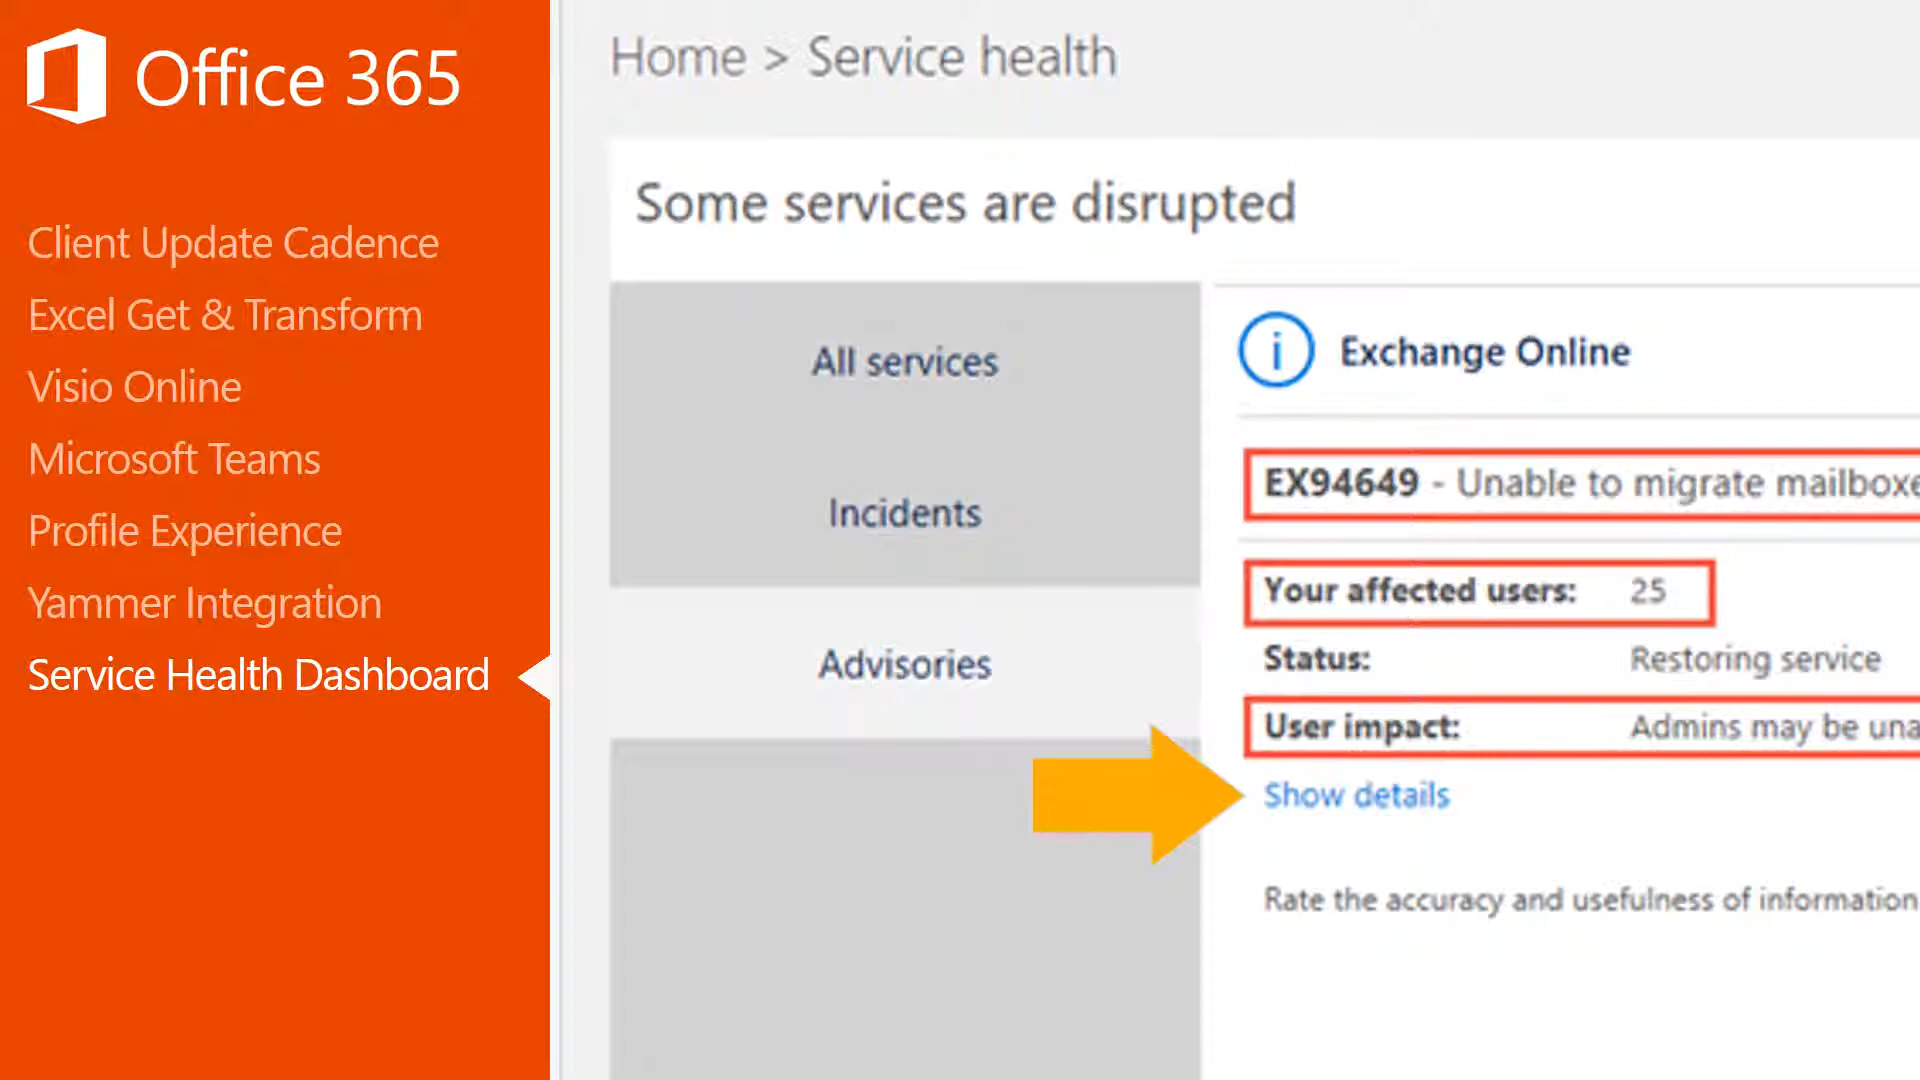 Office 365
Client Update Cadence
Excel Get & Transform
Visio Online
Microsoft Teams
Profile Experience
Yammer Integration
Service Health Dashboard
Home > Service health
Some services are disrupted
All services
Incidents
Advisories
Exchange Online
EX94649 - Unable to migrate mailboxe
Your affected users: 25
Status: Restoring service
User impact: Admins may be una
Show details
Rate the accuracy and usefulness of information